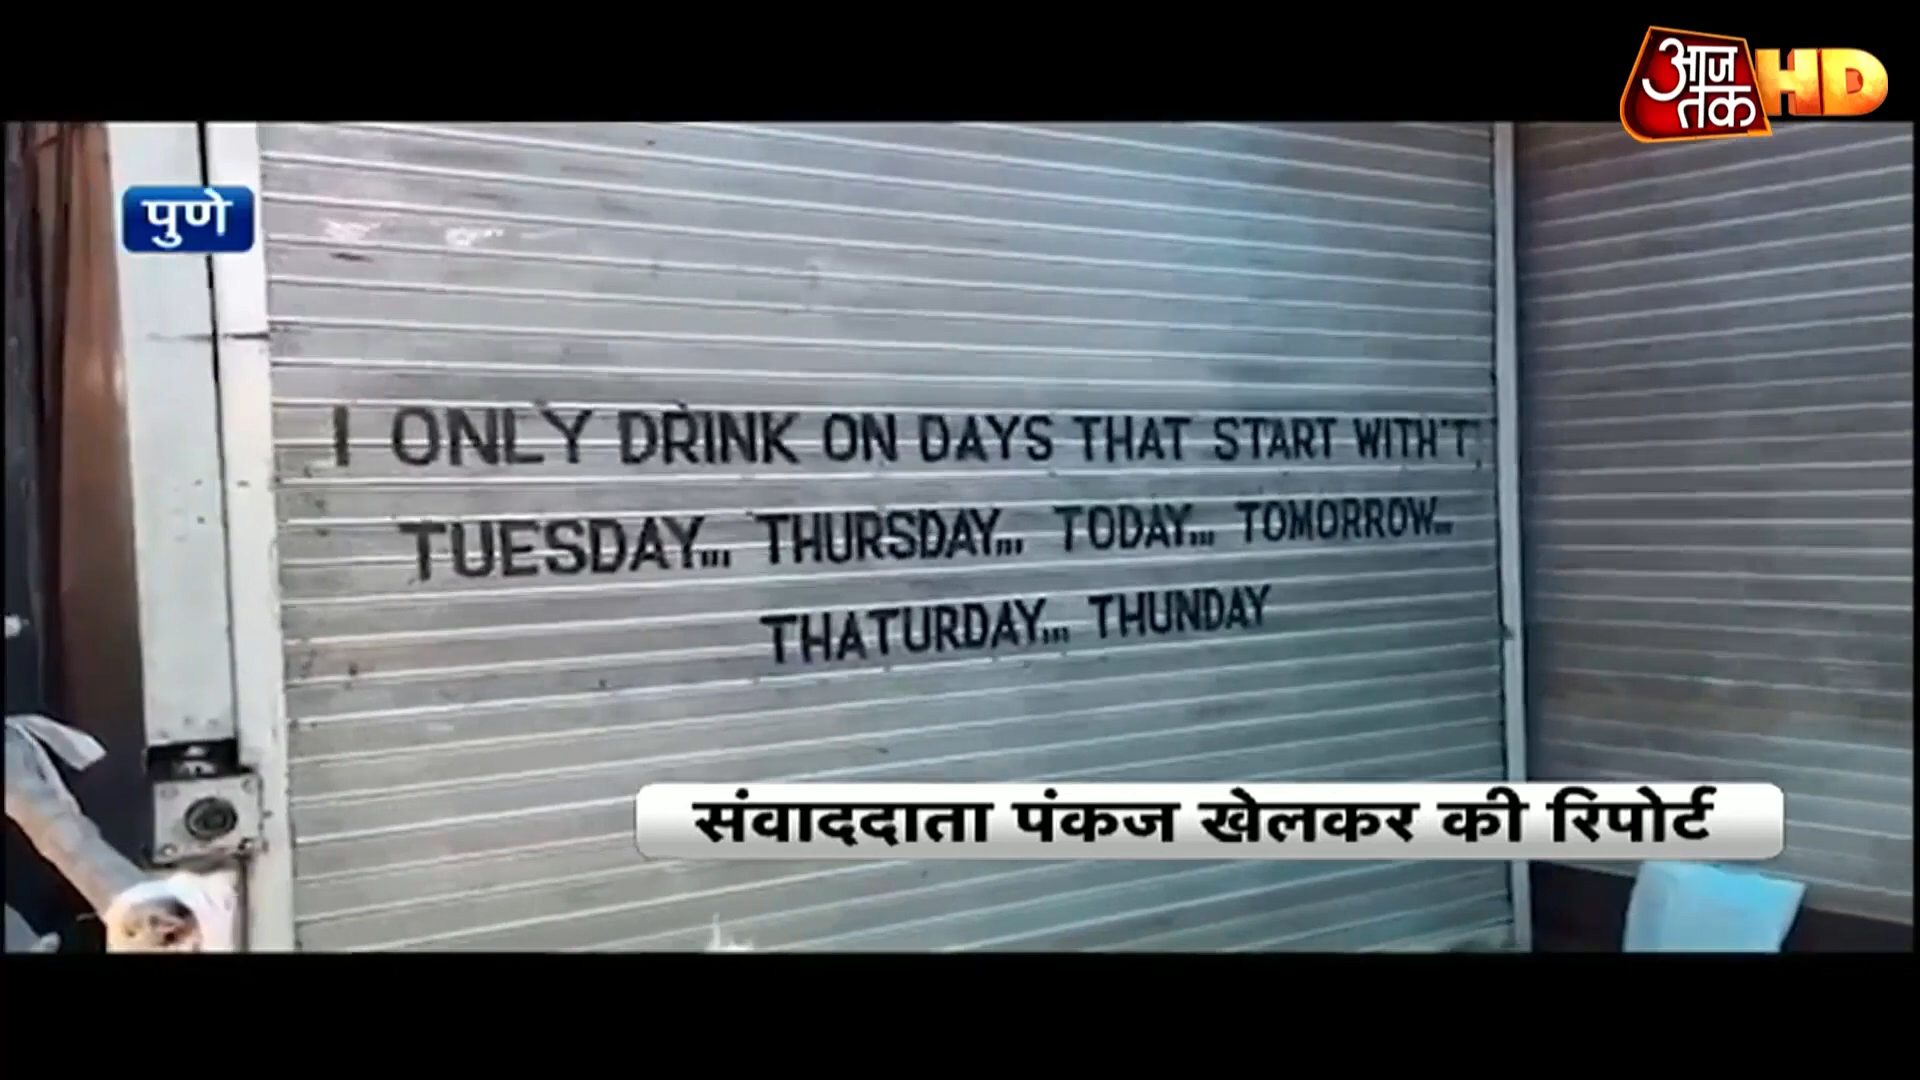 आज
तक HD
पुणे
I ONLY DRINK ON DAYS THAT START WITH 'T'
TUESDAY... THURSDAY... TODAY... TOMORROW...
THATURDAY... THUNDAY
संवाददाता पंकज खेलकर की रिपोर्ट